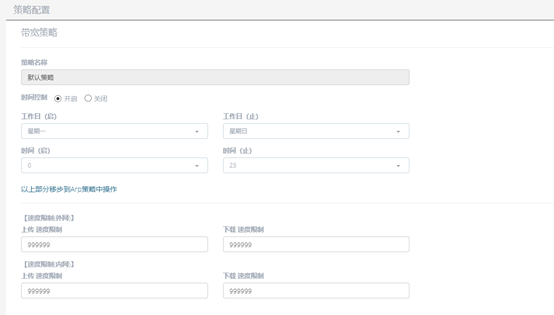 策略配置
带宽策略
策略名称
默认策略
时间控制 开启 关闭
工作日（启） 工作日（止）
星期一 星期日
时间（启） 时间（止）
0 23
以上部分移步到Arp策略中操作
【速度限制:外网:】
上传 速度限制 下载 速度限制
999999 999999
【速度限制:内网:】
上传 速度限制 下载 速度限制
999999 999999